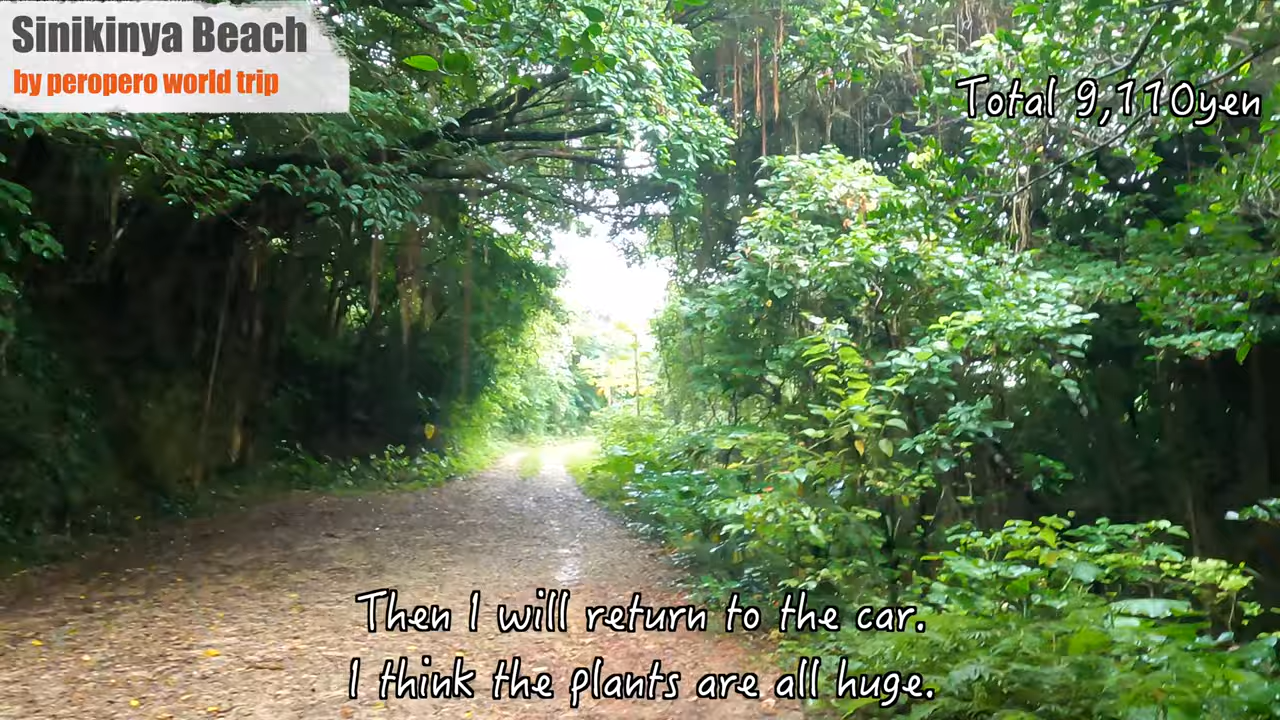 Sinikinya Beach
by peropero world trip
Total 9,110yen
Then I will return to the car.
I think the plants are all huge.